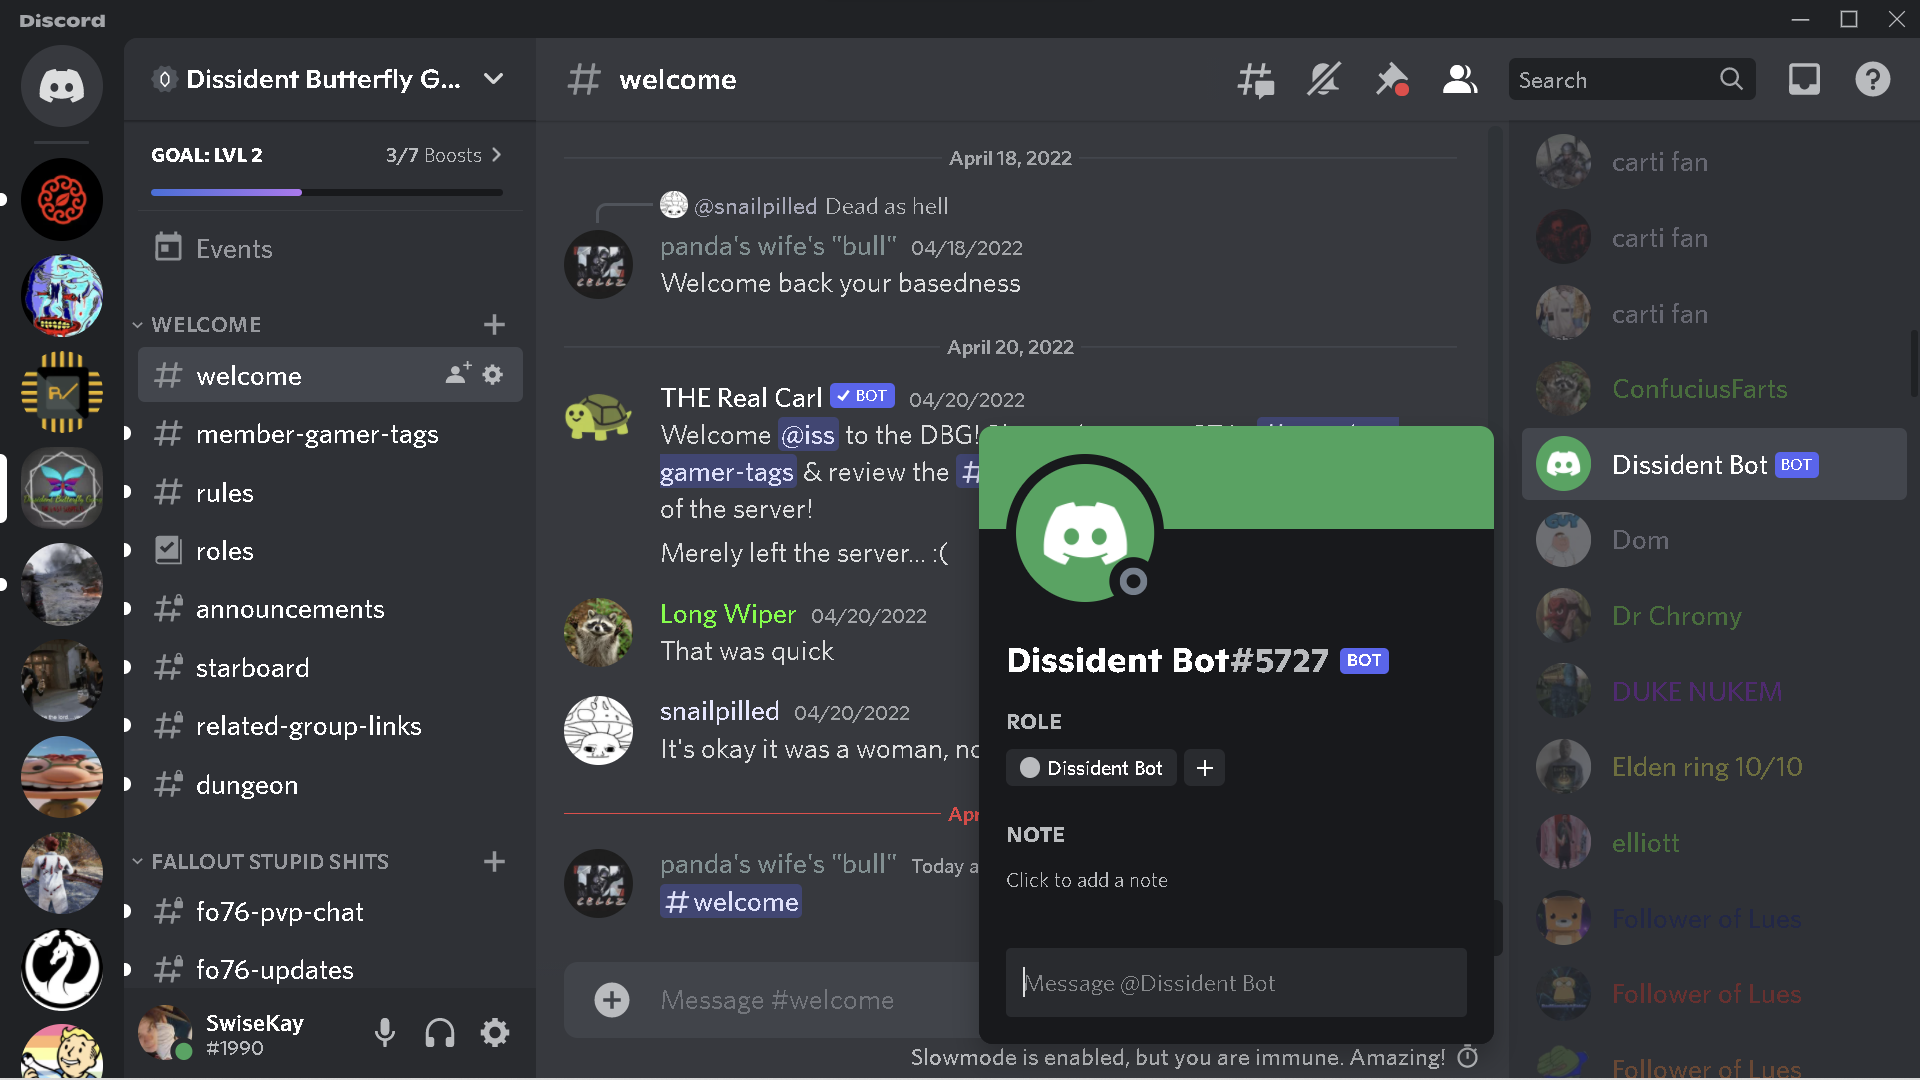 Discord
Dissident Butterfly G...
GOAL: LVL 2
3/7 Boosts
Events
WELCOME
welcome
member-gamer-tags
rules
roles
announcements
starboard
related-group-links
dungeon
FALLOUT STUPID SHITS
fo76-pvp-chat
fo76-updates
SwiseKay
#1990
welcome
Search
April 18, 2022
@snailpilled Dead as hell
panda's wife's "bull" 04/18/2022
Welcome back your basedness
April 20, 2022
THE Real Carl BOT 04/20/2022
Welcome @iss to the DBG!
gamer-tags & review the #
of the server!
Merely left the server... :(
Long Wiper 04/20/2022
That was quick
snailpilled 04/20/2022
It's okay it was a woman,
panda's wife's "bull" Today
#welcome
Message #welcome
Slowmode is enabled, but you are immune. Amazing!
Dissident Bot#5727 BOT
ROLE
Dissident Bot
NOTE
Click to add a note
Message @Dissident Bot
carti fan
carti fan
carti fan
ConfuciusFarts
Dissident Bot BOT
Dom
Dr Chromy
DUKE NUKEM
Elden ring 10/10
elliott
Follower of Lues
Follower of Lues
Follower of Lues